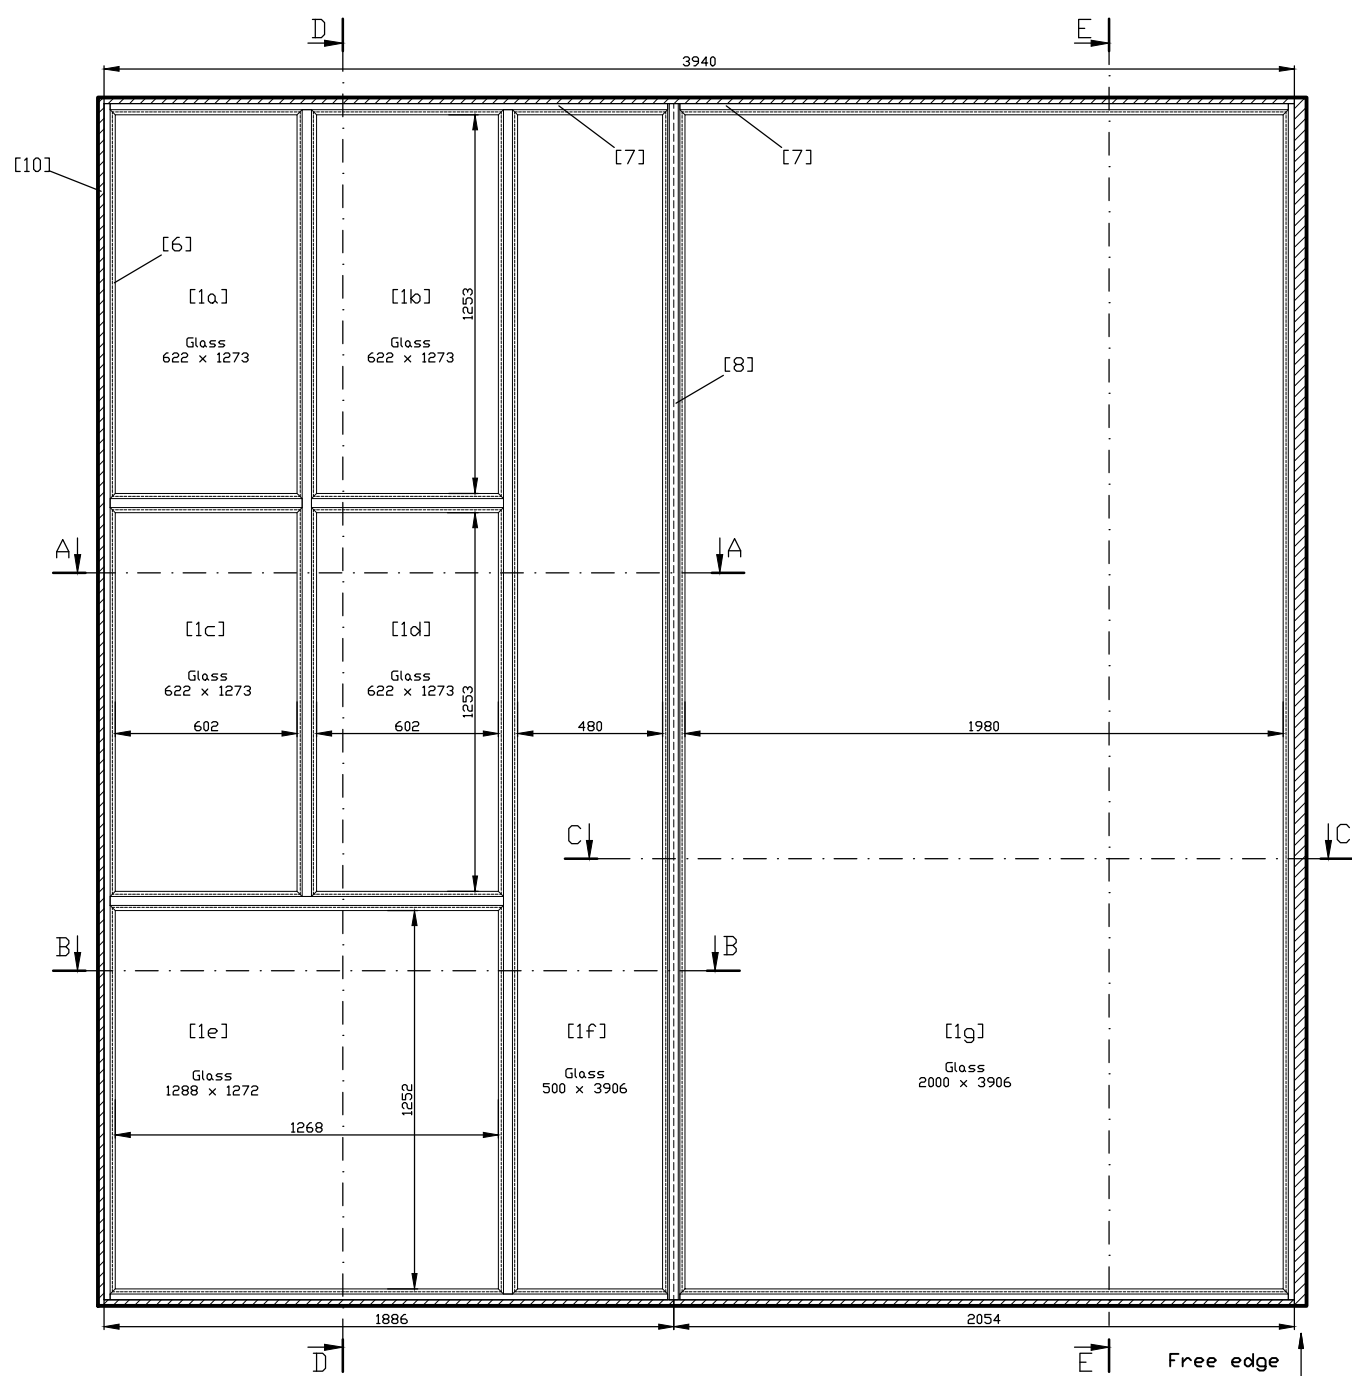 D
E
3940
[7]
[7]
[10]
[6]
[1a]
[1b]
1253
Glass
622 x 1273
Glass
622 x 1273
[8]
A
A
[1c]
[1d]
Glass
622 x 1273
Glass
622 x 1273
1253
602
602
480
1980
C
C
B
B
[1e]
[1f]
[1g]
Glass
1288 x 1272
Glass
500 x 3906
Glass
2000 x 3906
1252
1268
1886
2054
D
E
Free edge